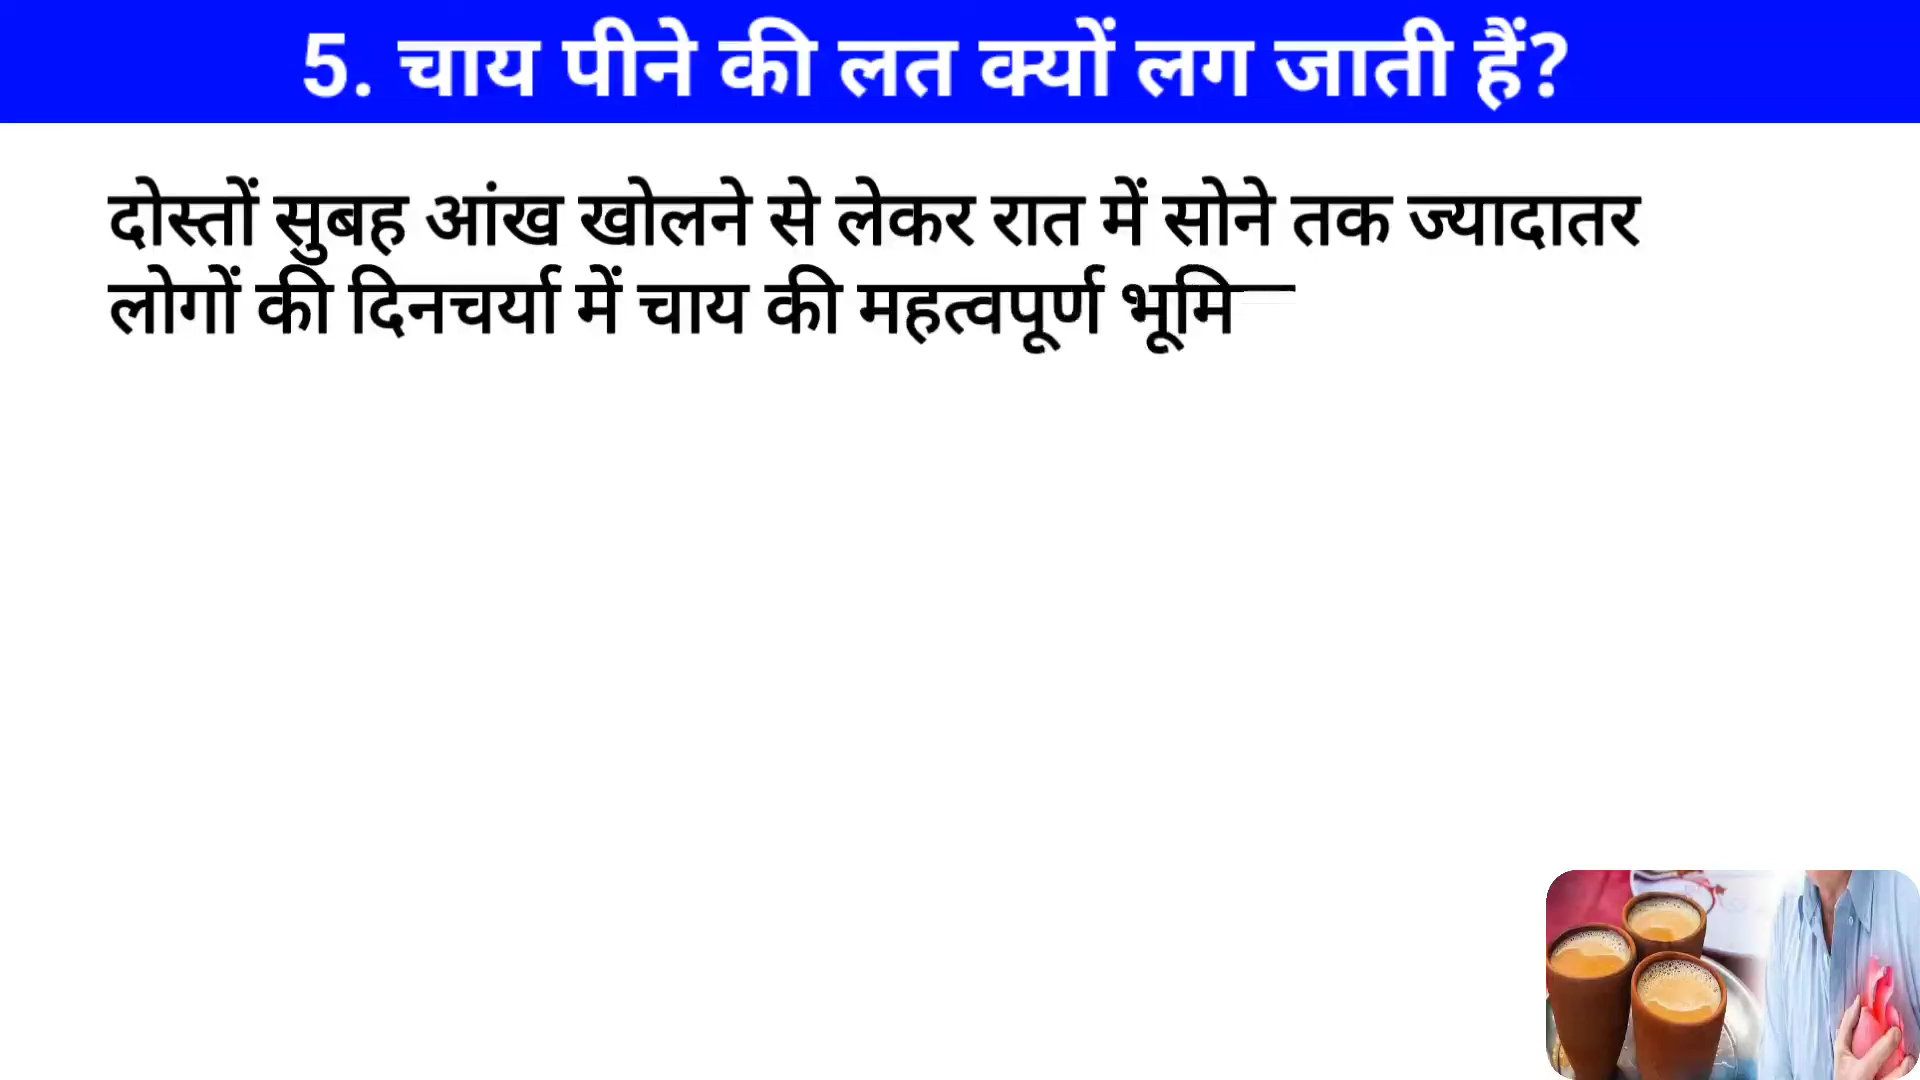 5. चाय पीने की लत क्यों लग जाती हैं?
दोस्तों सुबह आंख खोलने से लेकर रात में सोने तक ज्यादातर
लोगों की दिनचर्या में चाय की महत्वपूर्ण भूमि